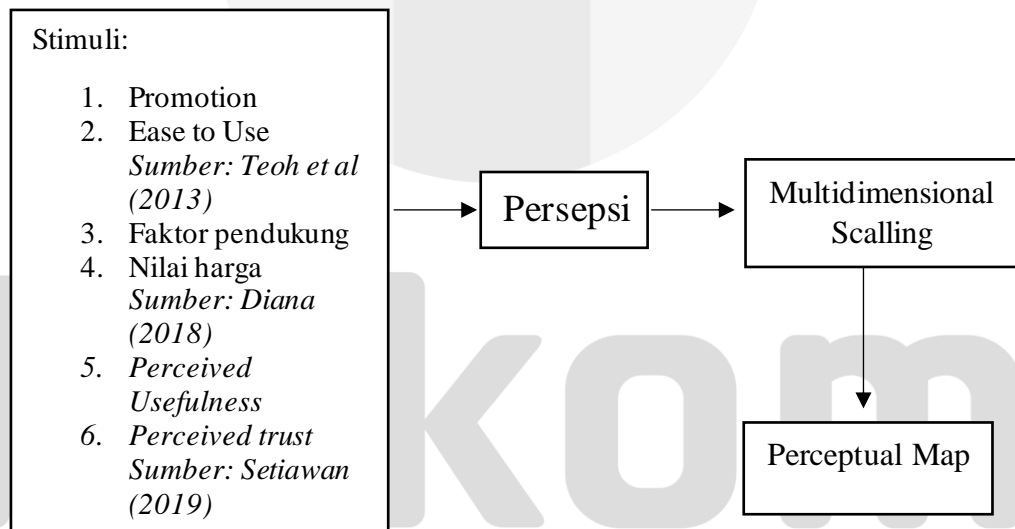 Stimuli:
1. Promotion
2. Ease to Use
Sumber: Teoh et al
(2013)
3. Faktor pendukung
4. Nilai harga
Sumber: Diana
(2018)
5. Perceived
Usefulness
6. Perceived trust
Sumber: Setiawan
(2019)
Persepsi
Multidimensional
Scalling
Perceptual Map
kom